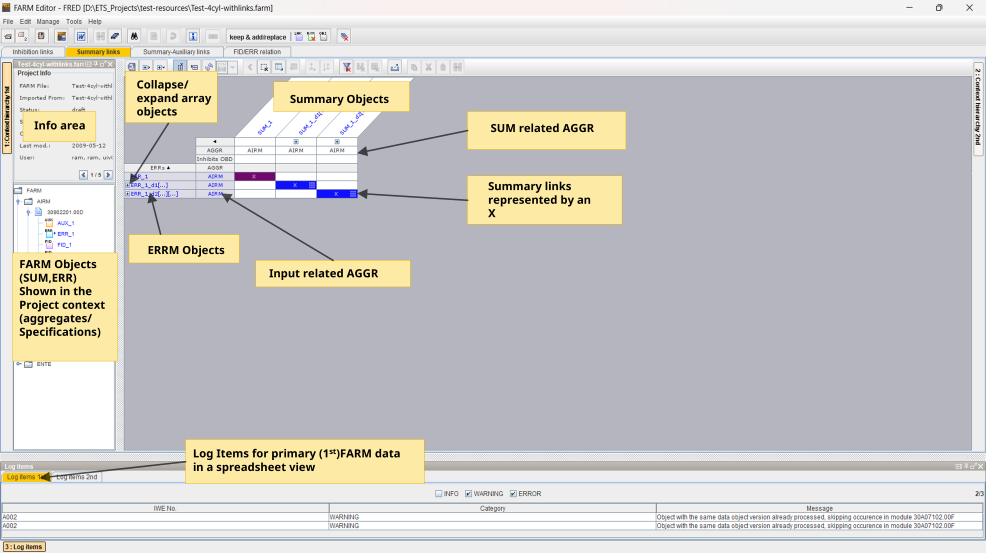 FARM Editor - FRED [D:\ETS_Projects\test-resources\Test-4cyl-withlinks.farm]
File Edit Manage Tools Help
keep & add/replace
Inhibition links Summary links Summary-Auxiliary links FID/ERR relation
1:Context hierarchy 1st
Test-4cyl-withlinks.farm
Project Info
FARM File: Test-4cyl-withl
Imported From: Test-4cyl-withl
Status: draft
Info area
Last mod.: 2009-05-12
User: ram, ram, uivi
1 / 5
Collapse/
expand array
objects
Summary Objects
SUM_1
SUM_1_d1[
SUM_1_d2[
SUM related AGGR
AGGR AIRM AIRM AIRM
Inhibits OBD
ERRs AGGR
AIRM X
ERR_1_d1[...] AIRM X
ERR_1_d2[...][...] AIRM X
Summary links
represented by an
X
ERRM Objects
Input related AGGR
FARM
AIRM
30902201.00D
AUX_1
ERR_1
FID_1
FARM Objects
(SUM,ERR)
Shown in the
Project context
(aggregates/
Specifications)
ENTE
2 : Context hierarchy 2nd
Log Items for primary (1st)FARM data
in a spreadsheet view
Log items
Log items 1st Log items 2nd
INFO WARNING ERROR 2/3
IWE No. Category Message
A002 WARNING Object with the same data object version already processed, skipping occurence in module 30A07102.00F
A002 WARNING Object with the same data object version already processed, skipping occurence in module 30A07102.00F
3 : Log items